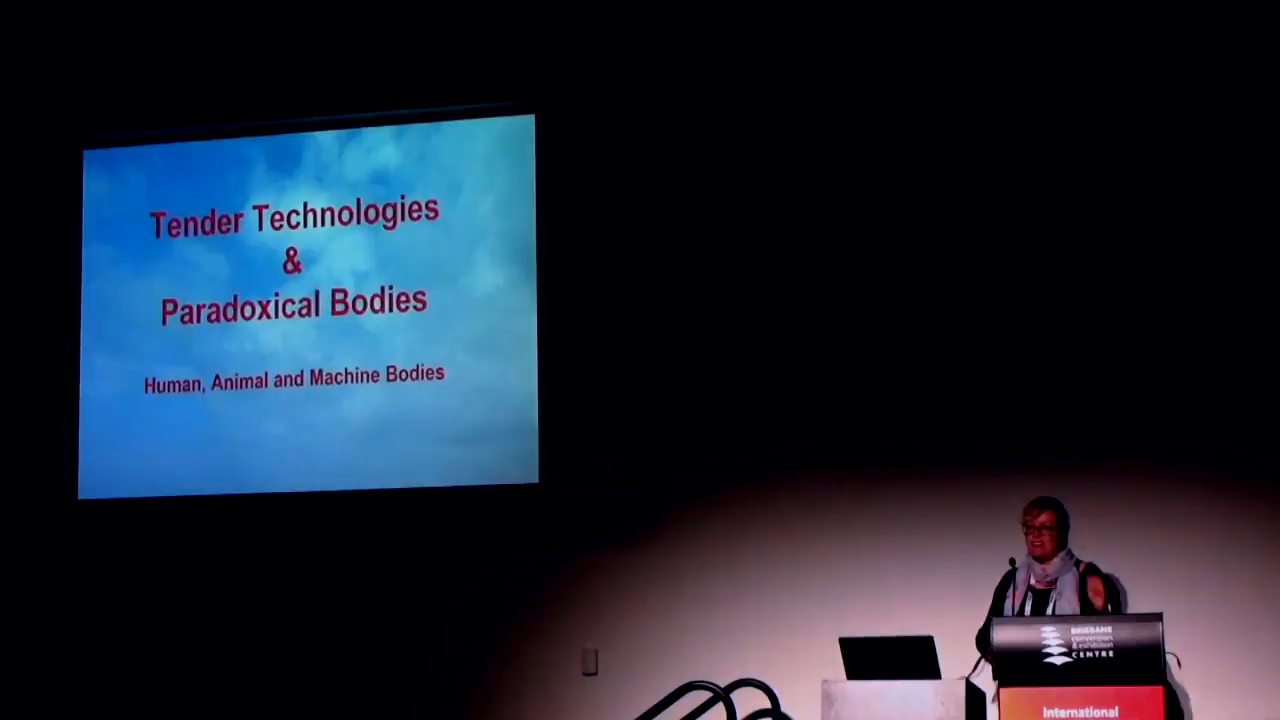 Tender Technologies
&
Paradoxical Bodies
Human, Animal and Machine Bodies
BRISBANE
convention
& exhibition
CENTRE
International